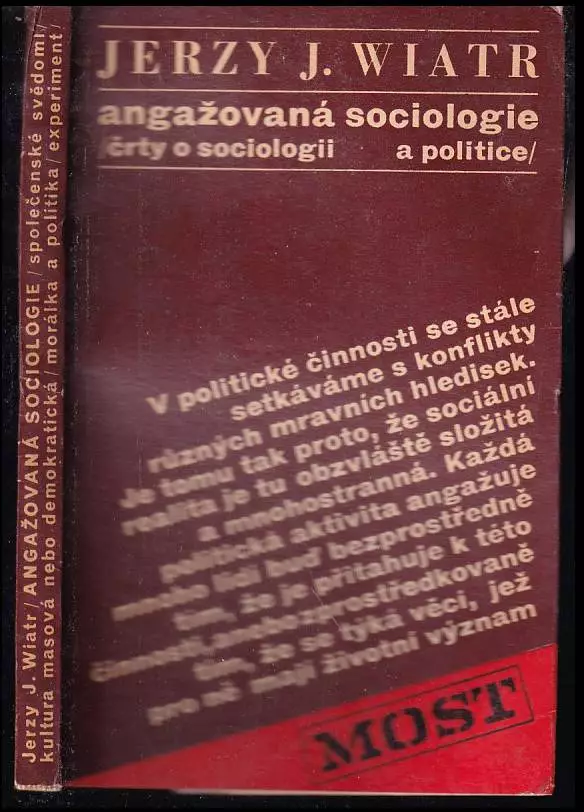 JERZY J. WIATR
angažovaná sociologie
/črty o sociologii a politice/
V politické činnosti se stále
setkáváme s konflikty
různých mravních hledisek.
Je tomu tak proto, že sociální
realita je tu obzvláště složitá
a mnohostranná. Každá
politická aktivita angažuje
mnoho lidí buď bezprostředně
tím, že je přitahuje k této
činnosti, anebo zprostředkovaně
tím, že se týká věcí, jež
pro ně mají životní význam
MOST
Jerzy J. Wiatr/ANGAŽOVANÁ SOCIOLOGIE/společenské svědomí/
kultura masová nebo demokratická/morálka a politika/experiment/